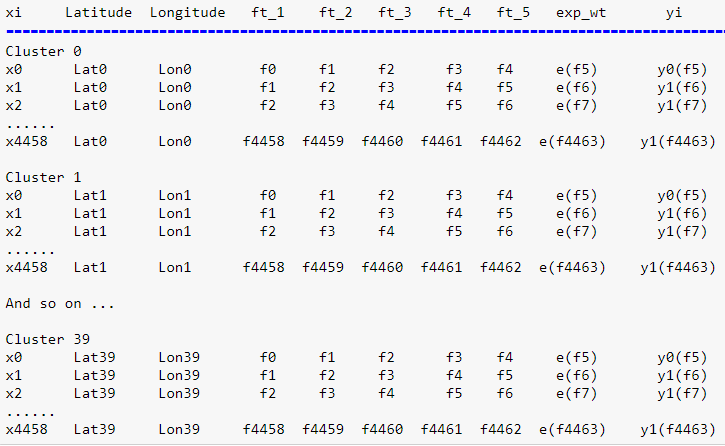 xi Latitude Longitude ft_1 ft_2 ft_3 ft_4 ft_5 exp_wt yi
Cluster 0
x0 Lat0 Lon0 f0 f1 f2 f3 f4 e(f5) y0(f5)
x1 Lat0 Lon0 f1 f2 f3 f4 f5 e(f6) y1(f6)
x2 Lat0 Lon0 f2 f3 f4 f5 f6 e(f7) y1(f7)
......
x4458 Lat0 Lon0 f4458 f4459 f4460 f4461 f4462 e(f4463) y1(f4463)
Cluster 1
x0 Lat1 Lon1 f0 f1 f2 f3 f4 e(f5) y0(f5)
x1 Lat1 Lon1 f1 f2 f3 f4 f5 e(f6) y1(f6)
x2 Lat1 Lon1 f2 f3 f4 f5 f6 e(f7) y1(f7)
......
x4458 Lat1 Lon1 f4458 f4459 f4460 f4461 f4462 e(f4463) y1(f4463)
And so on ...
Cluster 39
x0 Lat39 Lon39 f0 f1 f2 f3 f4 e(f5) y0(f5)
x1 Lat39 Lon39 f1 f2 f3 f4 f5 e(f6) y1(f6)
x2 Lat39 Lon39 f2 f3 f4 f5 f6 e(f7) y1(f7)
......
x4458 Lat39 Lon39 f4458 f4459 f4460 f4461 f4462 e(f4463) y1(f4463)